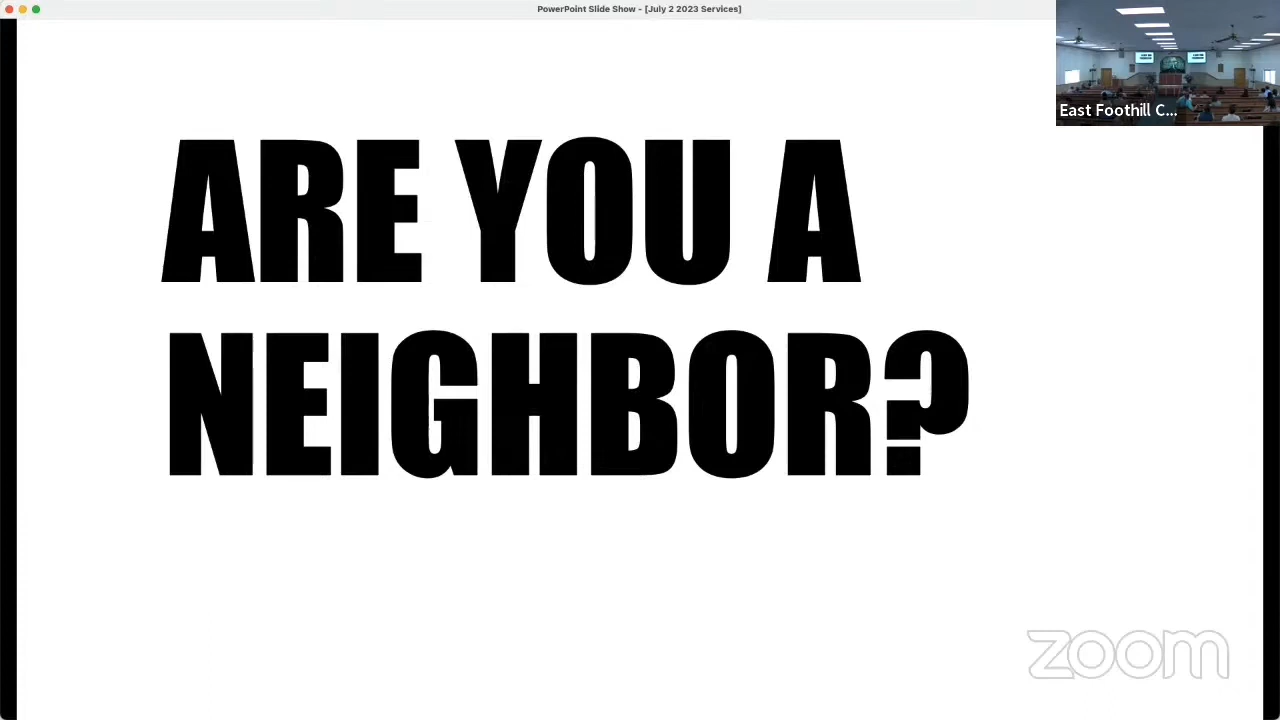 PowerPoint Slide Show - [July 2 2023 Services]
East Foothill C...
ARE YOU A
NEIGHBOR?
zoom